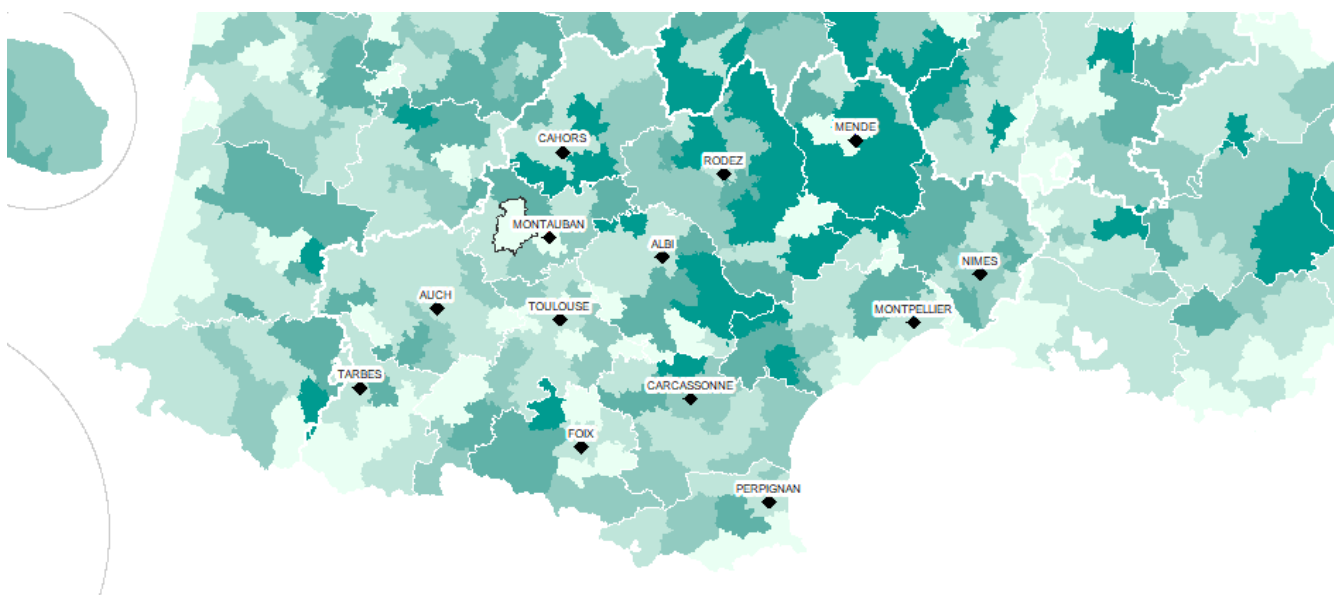 MENDE
CAHORS
RODEZ
MONTAUBAN
ALBI
NIMES
AUCH
TOULOUSE
MONTPELLIER
TARBES
CARCASSONNE
FOIX
PERPIGNAN